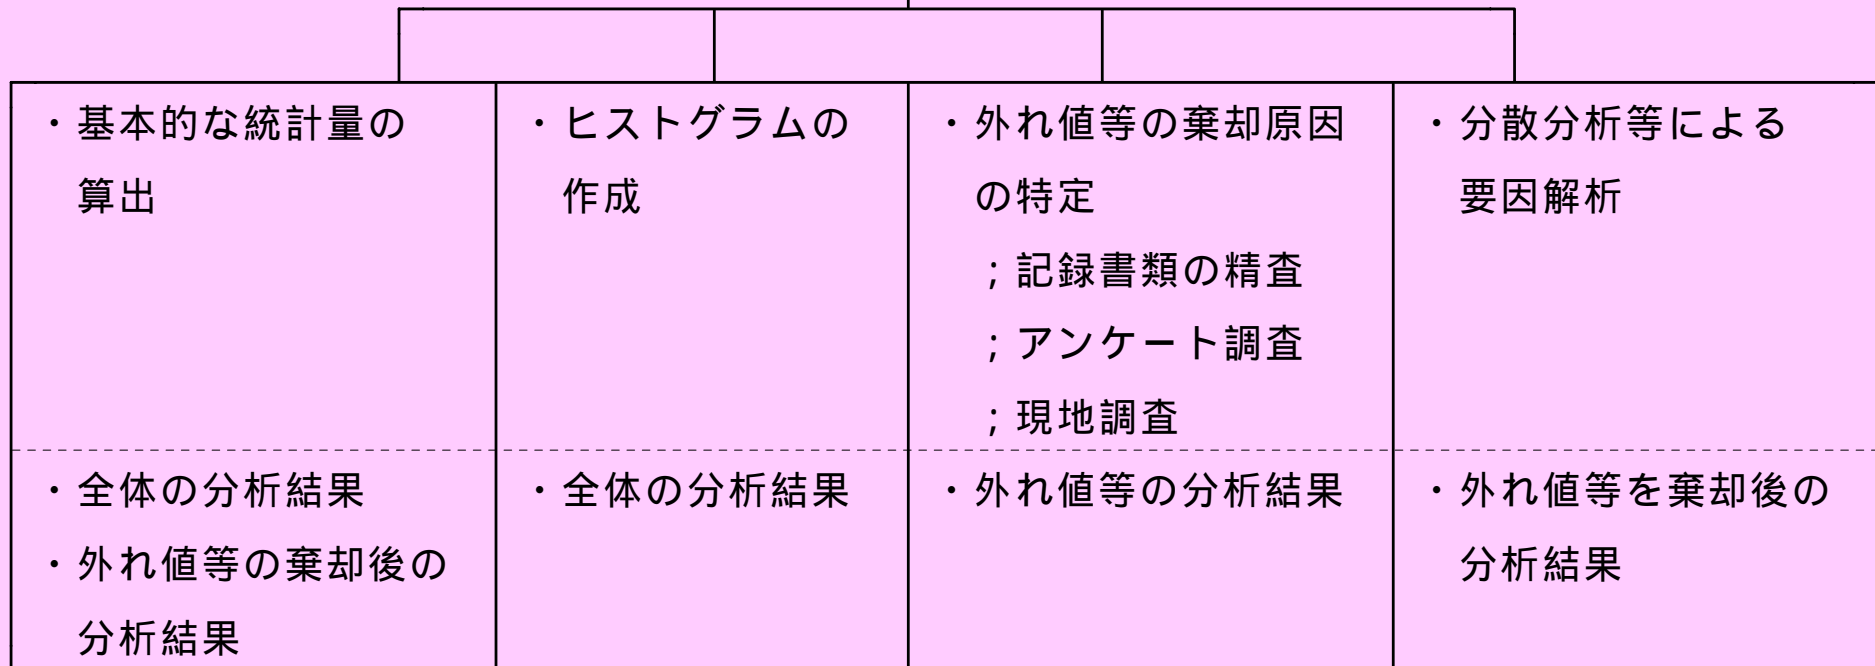 ・基本的な統計量の
算出
・ヒストグラムの
作成
・外れ値等の棄却原因
の特定
；記録書類の精査
；アンケート調査
；現地調査
・分散分析等による
要因解析
・全体の分析結果
・外れ値等の棄却後の
分析結果
・全体の分析結果
・外れ値等の分析結果
・外れ値等を棄却後の
分析結果